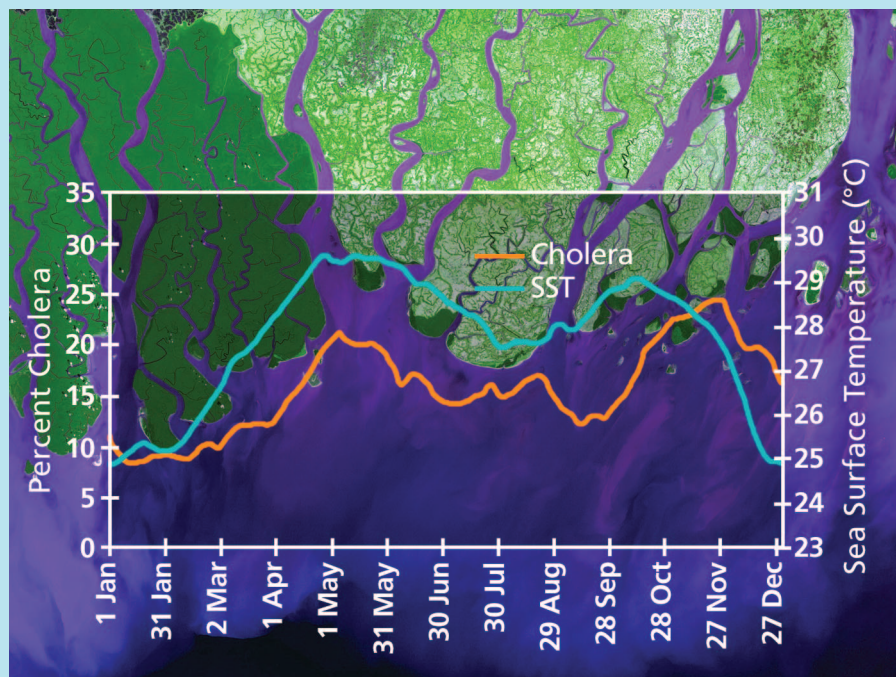 Percent Cholera
35
30
25
20
15
10
5
0
Cholera
SST
31
30
29
28
27
26
25
24
23
Sea Surface Temperature (°C)
1 Jan
31 Jan
2 Mar
1 Apr
1 May
31 May
30 Jun
30 Jul
29 Aug
28 Sep
28 Oct
27 Nov
27 Dec